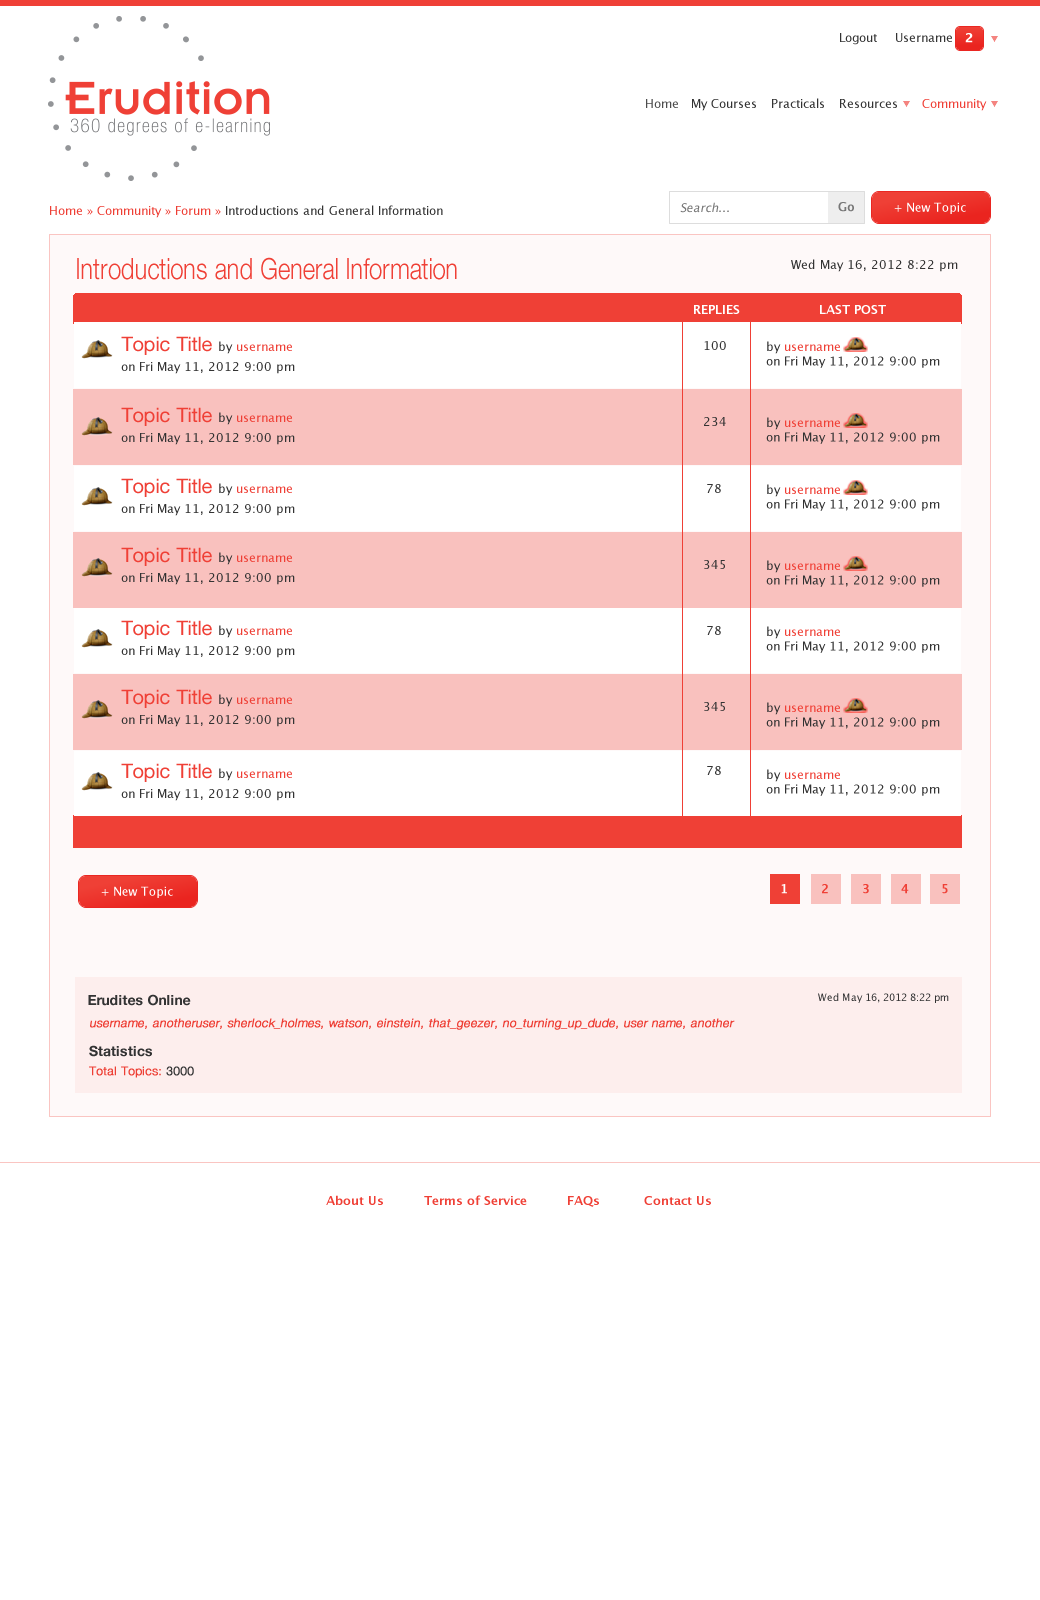 Logout Username 2
Erudition
360 degrees of e-learning
Home My Courses Practicals Resources Community
Home » Community » Forum » Introductions and General Information
Search... Go + New Topic
Introductions and General Information
Wed May 16, 2012 8:22 pm
REPLIES LAST POST
Topic Title by username
on Fri May 11, 2012 9:00 pm
100
by username
on Fri May 11, 2012 9:00 pm
Topic Title by username
on Fri May 11, 2012 9:00 pm
234
by username
on Fri May 11, 2012 9:00 pm
Topic Title by username
on Fri May 11, 2012 9:00 pm
78
by username
on Fri May 11, 2012 9:00 pm
Topic Title by username
on Fri May 11, 2012 9:00 pm
345
by username
on Fri May 11, 2012 9:00 pm
Topic Title by username
on Fri May 11, 2012 9:00 pm
78
by username
on Fri May 11, 2012 9:00 pm
Topic Title by username
on Fri May 11, 2012 9:00 pm
345
by username
on Fri May 11, 2012 9:00 pm
Topic Title by username
on Fri May 11, 2012 9:00 pm
78
by username
on Fri May 11, 2012 9:00 pm
+ New Topic
1 2 3 4 5
Erudites Online
Wed May 16, 2012 8:22 pm
username, anotheruser, sherlock_holmes, watson, einstein, that_geezer, no_turning_up_dude, user name, another
Statistics
Total Topics: 3000
About Us Terms of Service FAQs Contact Us